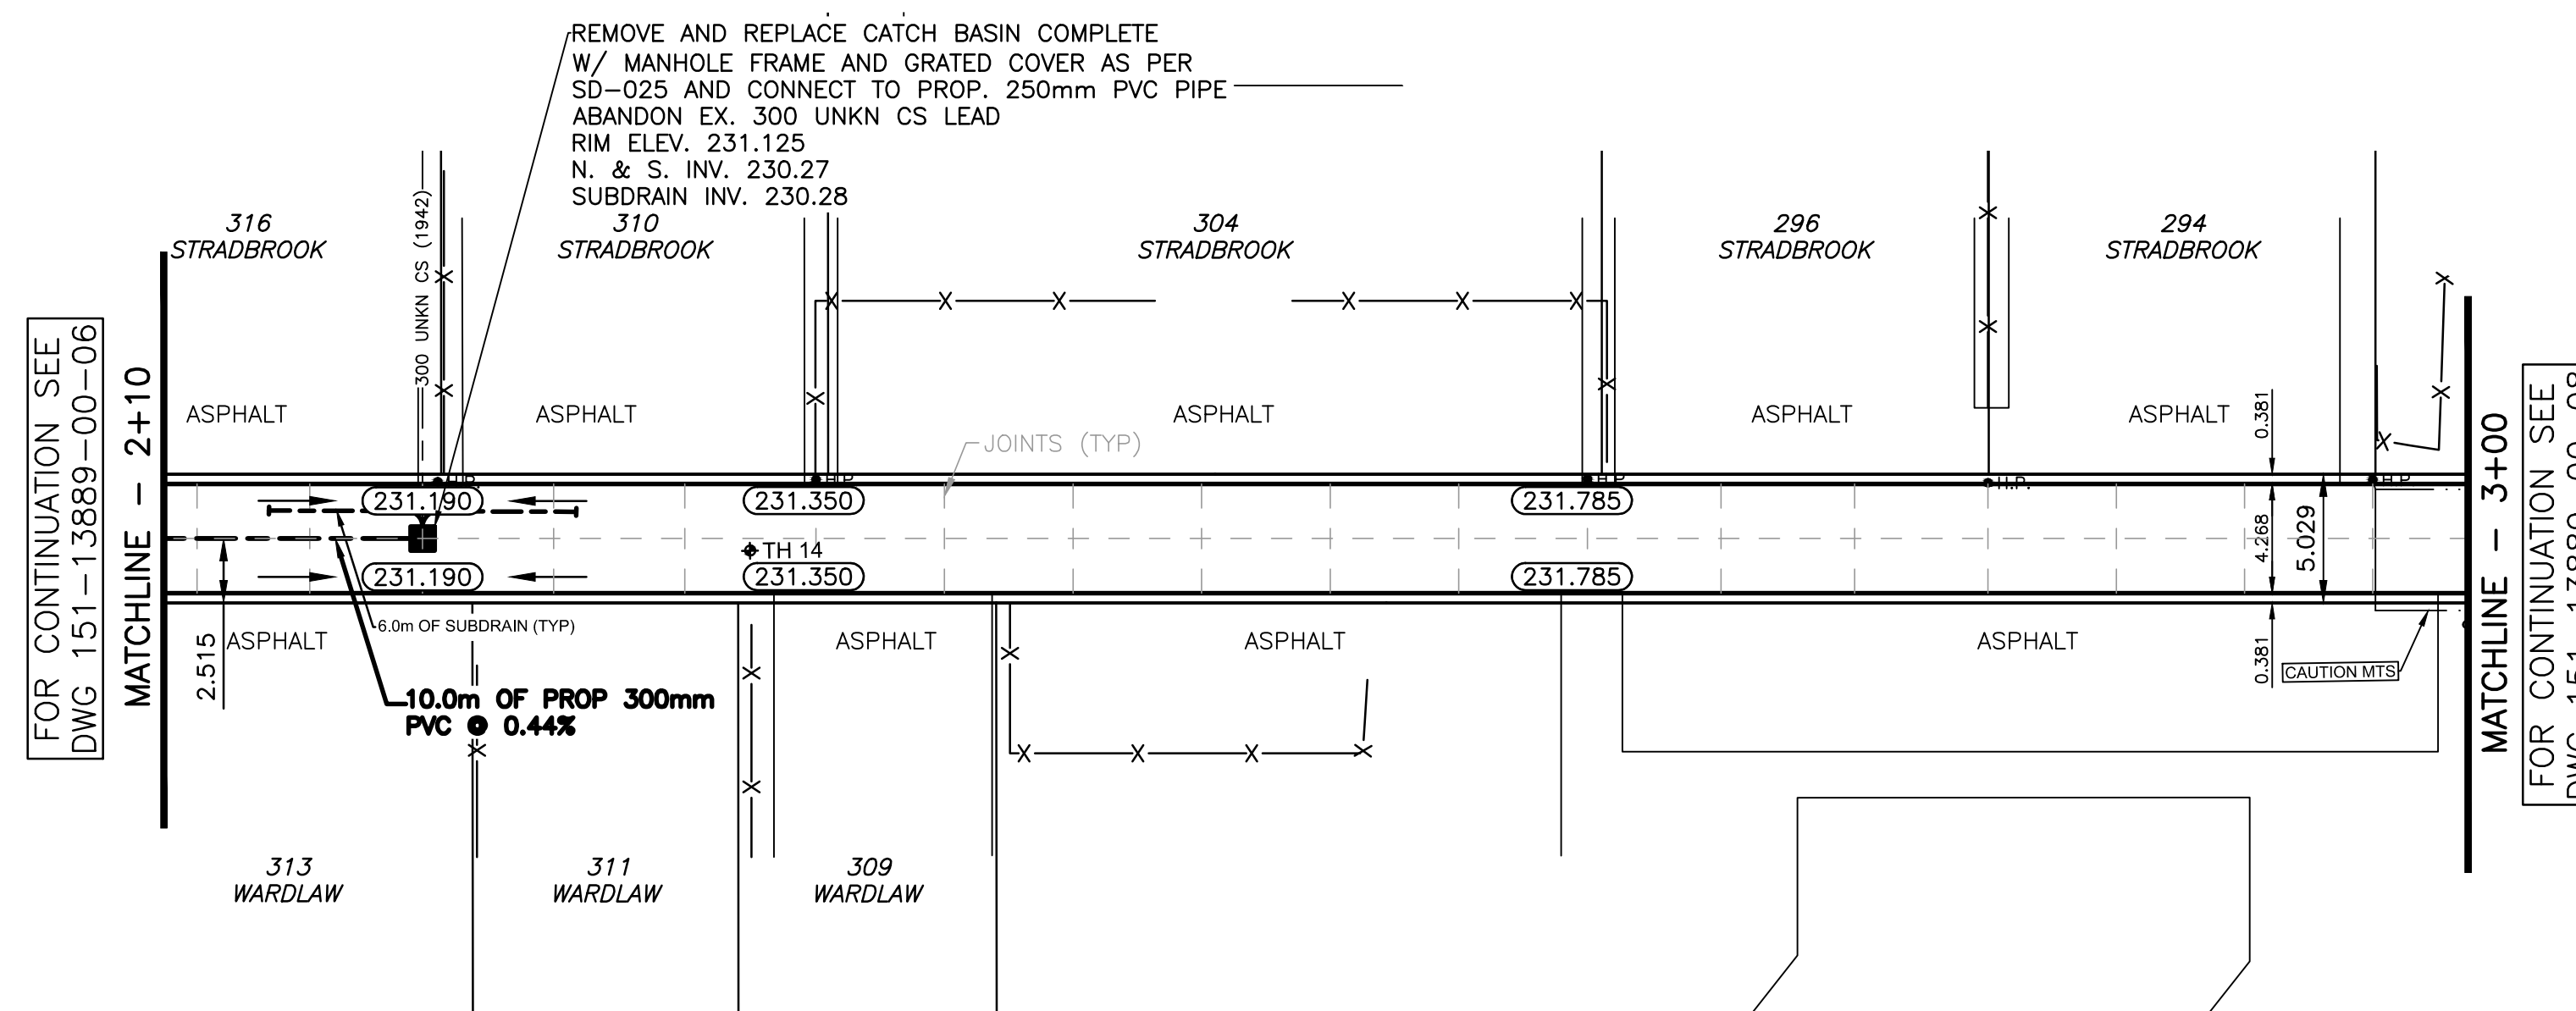 REMOVE AND REPLACE CATCH BASIN COMPLETE
W/ MANHOLE FRAME AND GRATED COVER AS PER
SD-025 AND CONNECT TO PROP. 250mm PVC PIPE
ABANDON EX. 300 UNKN CS LEAD
RIM ELEV. 231.125
N. & S. INV. 230.27
SUBDRAIN INV. 230.28
316
STRADBROOK
310
STRADBROOK
304
STRADBROOK
296
STRADBROOK
294
STRADBROOK
300 UNKN CS (1942)
FOR CONTINUATION SEE
DWG 151-13889-00-06
MATCHLINE - 2+10
ASPHALT
ASPHALT
ASPHALT
ASPHALT
ASPHALT
JOINTS (TYP)
0.381
H.P.
H.P.
H.P.
H.P.
231.190
231.350
231.785
TH 14
231.190
231.350
231.785
4.268
5.029
MATCHLINE - 3+00
FOR CONTINUATION SEE
2.515
6.0m OF SUBDRAIN (TYP)
ASPHALT
ASPHALT
ASPHALT
ASPHALT
0.381
CAUTION MTS
10.0m OF PROP 300mm
PVC @ 0.44%
313
WARDLAW
311
WARDLAW
309
WARDLAW